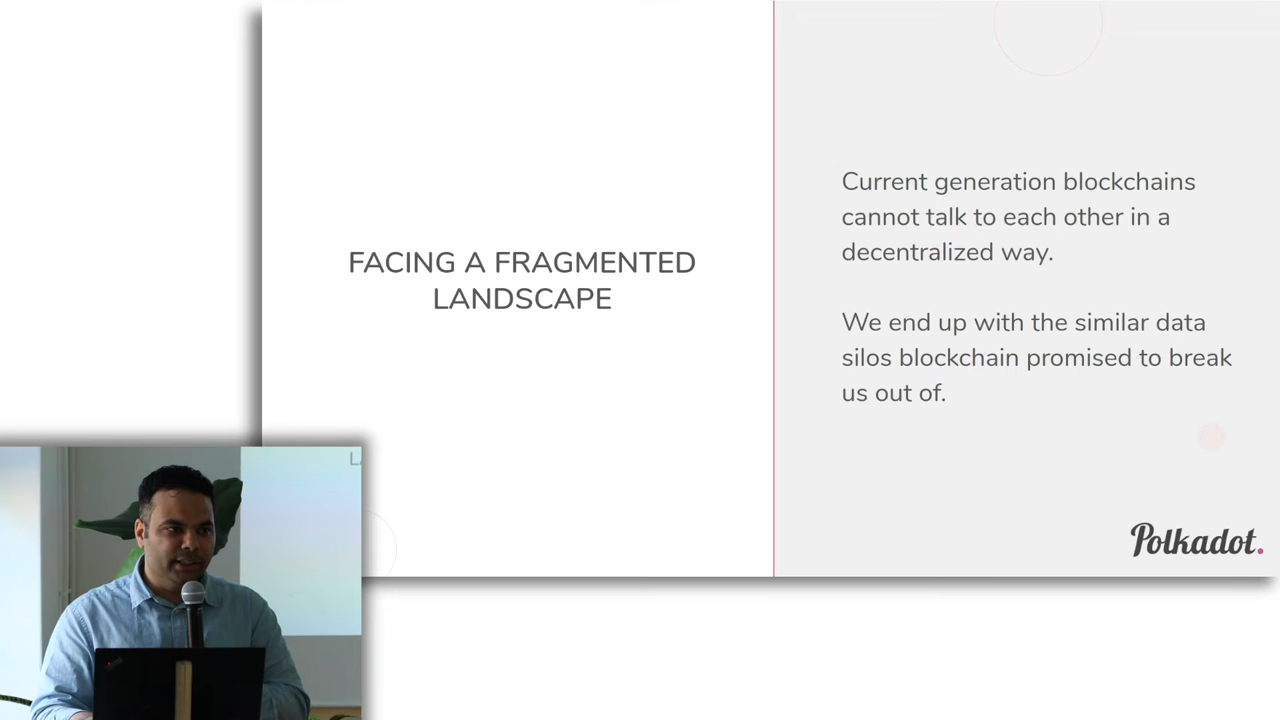 FACING A FRAGMENTED
LANDSCAPE
Current generation blockchains
cannot talk to each other in a
decentralized way.
We end up with the similar data
silos blockchain promised to break
us out of.
Polkadot.